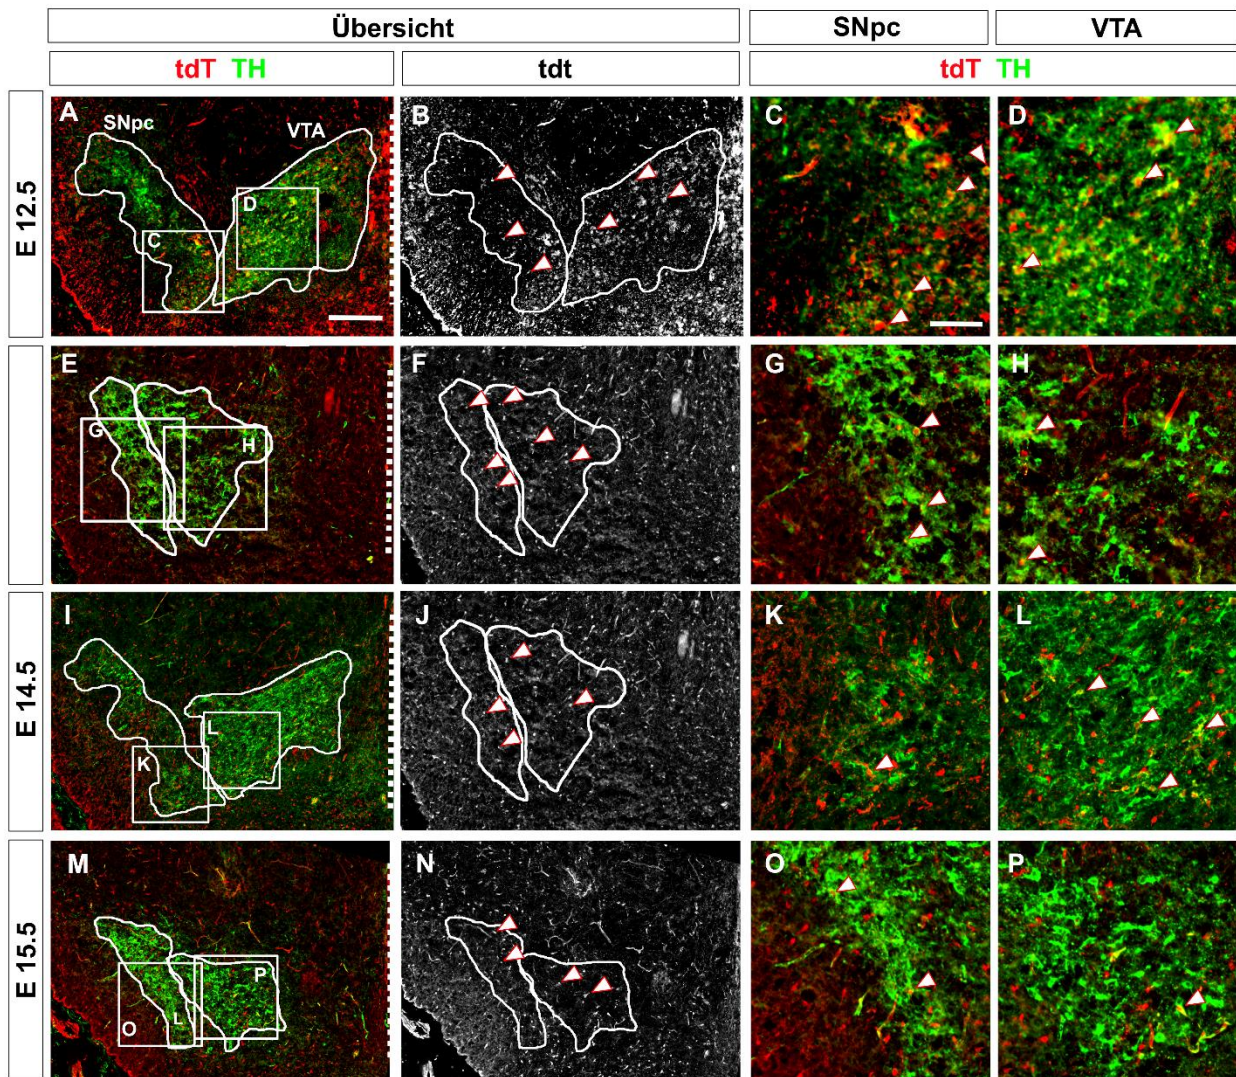 Übersicht SNpc VTA
tdT TH tdt tdT TH
E 12.5
A SNpc VTA C D
B
C
D
E G H
F
G
H
E 14.5
I K L
J
K
L
E 15.5
M O L P
N
O
P